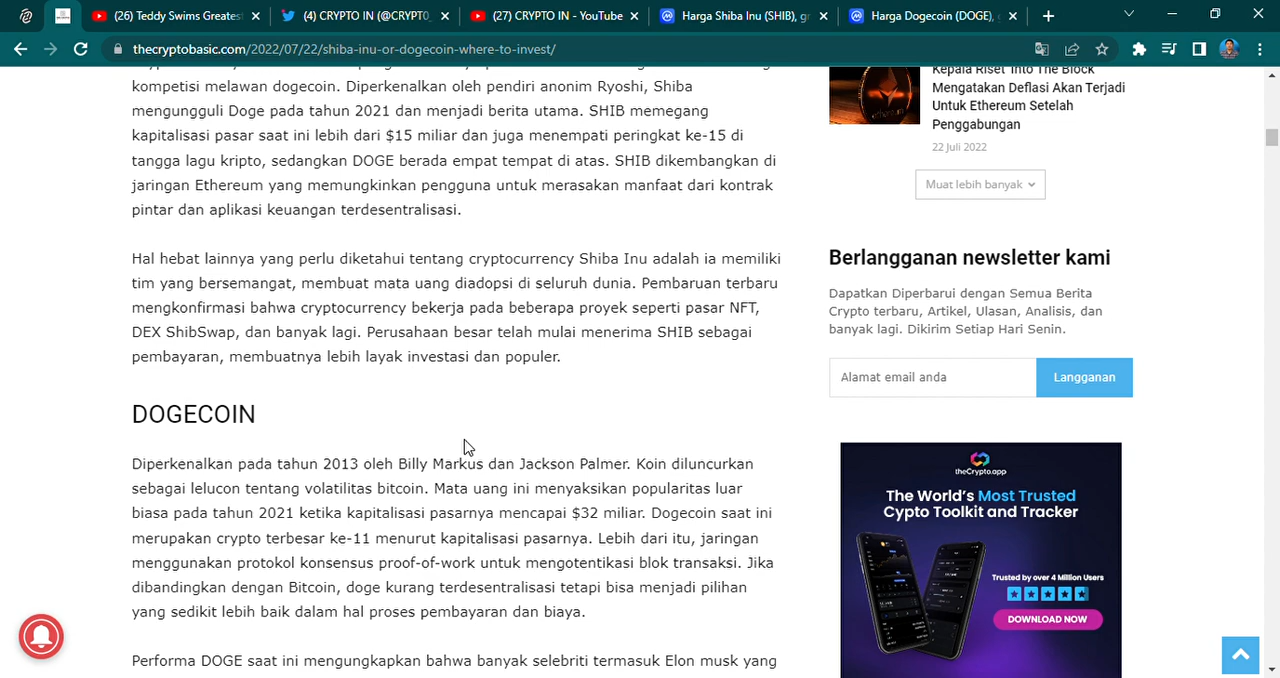 (26) Teddy Swims Greatest
(4) CRYPTO IN (@CRYPTO_
(27) CRYPTO IN - YouTube
Harga Shiba Inu (SHIB), gr
Harga Dogecoin (DOGE), g
thecryptobasic.com/2022/07/22/shiba-inu-or-dogecoin-where-to-invest/
kompetisi melawan dogecoin. Diperkenalkan oleh pendiri anonim Ryoshi, Shiba
mengungguli Doge pada tahun 2021 dan menjadi berita utama. SHIB memegang
kapitalisasi pasar saat ini lebih dari $15 miliar dan juga menempati peringkat ke-15 di
tangga lagu kripto, sedangkan DOGE berada empat tempat di atas. SHIB dikembangkan di
jaringan Ethereum yang memungkinkan pengguna untuk merasakan manfaat dari kontrak
pintar dan aplikasi keuangan terdesentralisasi.
Hal hebat lainnya yang perlu diketahui tentang cryptocurrency Shiba Inu adalah ia memiliki
tim yang bersemangat, membuat mata uang diadopsi di seluruh dunia. Pembaruan terbaru
mengkonfirmasi bahwa cryptocurrency bekerja pada beberapa proyek seperti pasar NFT,
DEX ShibSwap, dan banyak lagi. Perusahaan besar telah mulai menerima SHIB sebagai
pembayaran, membuatnya lebih layak investasi dan populer.
DOGECOIN
Diperkenalkan pada tahun 2013 oleh Billy Markus dan Jackson Palmer. Koin diluncurkan
sebagai lelucon tentang volatilitas bitcoin. Mata uang ini menyaksikan popularitas luar
biasa pada tahun 2021 ketika kapitalisasi pasarnya mencapai $32 miliar. Dogecoin saat ini
merupakan crypto terbesar ke-11 menurut kapitalisasi pasarnya. Lebih dari itu, jaringan
menggunakan protokol konsensus proof-of-work untuk mengotentikasi blok transaksi. Jika
dibandingkan dengan Bitcoin, doge kurang terdesentralisasi tetapi bisa menjadi pilihan
yang sedikit lebih baik dalam hal proses pembayaran dan biaya.
Performa DOGE saat ini mengungkapkan bahwa banyak selebriti termasuk Elon musk yang
Kepala Riset Into The Block
Mengatakan Deflasi Akan Terjadi
Untuk Ethereum Setelah
Penggabungan
22 Juli 2022
Muat lebih banyak
Berlangganan newsletter kami
Dapatkan Diperbarui dengan Semua Berita
Crypto terbaru, Artikel, Ulasan, Analisis, dan
banyak lagi. Dikirim Setiap Hari Senin.
Alamat email anda
Langganan
theCrypto.app
The World's Most Trusted
Cypto Toolkit and Tracker
Trusted by over 4 Million Users
DOWNLOAD NOW